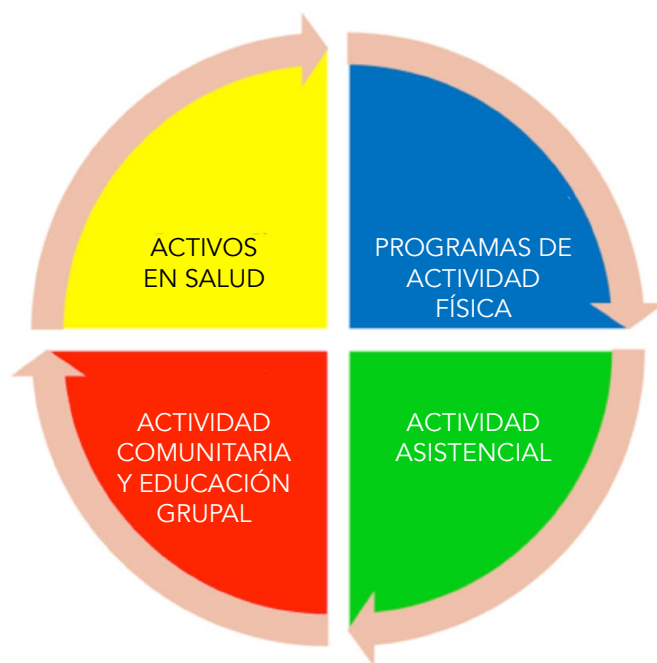 ACTIVOS
EN SALUD
PROGRAMAS DE
ACTIVIDAD
FÍSICA
ACTIVIDAD
COMUNITARIA
Y EDUCACIÓN
GRUPAL
ACTIVIDAD
ASISTENCIAL